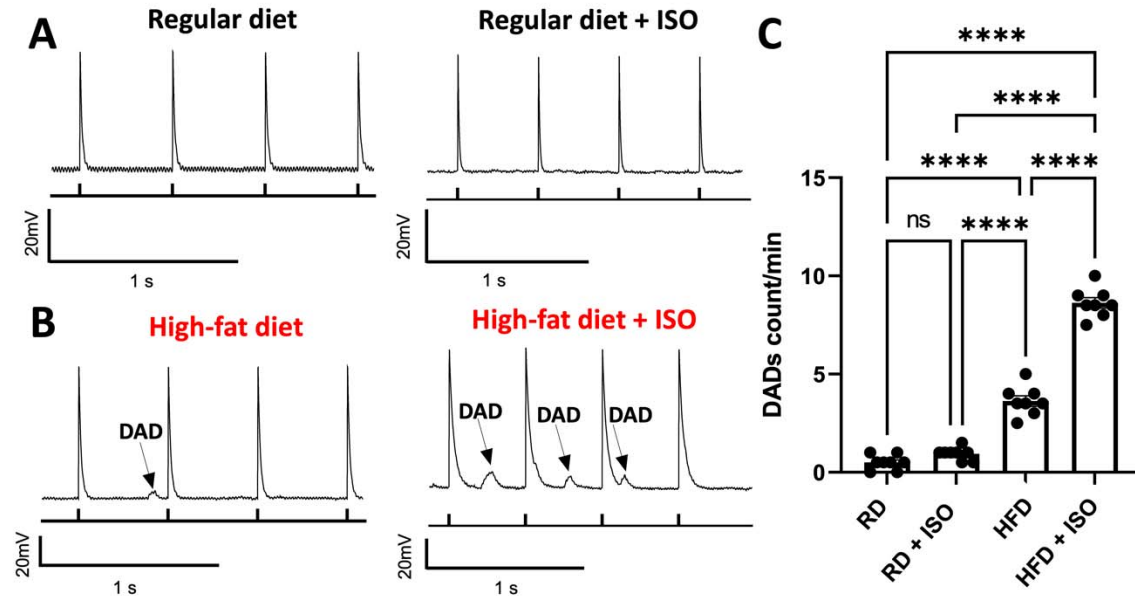 A
Regular diet
Regular diet + ISO
20mV
1 s
20mV
1 s
B
High-fat diet
High-fat diet + ISO
DAD
DAD
DAD
DAD
20mV
1 s
20mV
1 s
C
****
****
**** ****
ns ****
DADs count/min
15
10
5
0
RD
RD + ISO
HFD
HFD + ISO